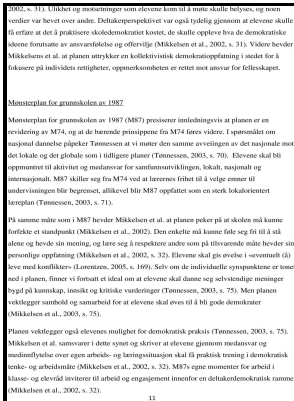 2002, s. 31). Ulikhet og motsetninger som elevene kom til å møte skulle belyses, og noen
verdier var hevet over andre. Deltakerperspektivet var også tydelig gjennom at elevene skulle
få erfare at det å praktisere skoledemokratiet kostet, de skulle oppleve hva de demokratiske
ideene forutsatte av ansvarsfølelse og offervilje (Mikkelsen et al., 2002, s. 31). Videre hevder
Mikkelsens et al. at planen uttrykker en kollektivistisk demokratioppfatning i stedet for å
fokusere på individets rettigheter, oppmerksomheten er rettet mot ansvar for fellesskapet.
Mønsterplan for grunnskolen av 1987
Mønsterplan for grunnskolen av 1987 (M87) presiserer innledningsvis at planen er en
revidering av M74, og at de bærende prinsippene fra M74 føres videre. I spørsmålet om
nasjonal dannelse påpeker Tønnessen at vi møter den samme avveiingen av det nasjonale mot
det lokale og det globale som i tidligere planer (Tønnessen, 2003, s. 70). Elevene skal bli
oppmuntret til aktivitet og medansvar for samfunnsutviklingen, lokalt, nasjonalt og
internasjonalt. M87 skiller seg fra M74 ved at lærernes frihet til å velge emner til
undervisningen blir begrenset, allikevel blir M87 oppfattet som en sterk lokalorientert
læreplan (Tønnessen, 2003, s. 71).
På samme måte som i M87 hevder Mikkelsen et al. at planen peker på at skolen må kunne
forfekte et standpunkt (Mikkelsen et al., 2002). Den enkelte må kunne føle seg fri til å stå
alene og hevde sin mening, og lære seg å respektere andre som på tilsvarende måte hevder sin
personlige oppfatning (Mikkelsen et al., 2002, s. 32). Elevene skal gis øvelse i «eventuelt (å)
leve med konflikter» (Lorentzen, 2005, s. 169). Selv om de individuelle synspunktene er tonet
ned i planen, finner vi fortsatt et ideal om at elevene skal danne seg selvstendige meninger
bygd på kunnskap, innsikt og kritiske vurderinger (Tønnessen, 2003, s. 75). Men planen
vektlegger samhold og samarbeid for at elevene skal øves til å bli gode demokrater
(Mikkelsen et al., 2003, s. 75).
Planen vektlegger også elevenes mulighet for demokratisk praksis (Tønnessen, 2003, s. 75).
Mikkelsen et al. samsvarer i dette synet og skriver at elevene gjennom medansvar og
medinnflytelse over egen arbeids- og læringssituasjon skal få praktisk trening i demokratisk
tenke- og arbeidsmåte (Mikkelsen et al., 2002, s. 32). M87s egne momenter for arbeid i
klasse- og elevråd inviterer til arbeid og engasjement innenfor en deltakerdemokratisk ramme
(Mikkelsen et al., 2002, s. 32).
11